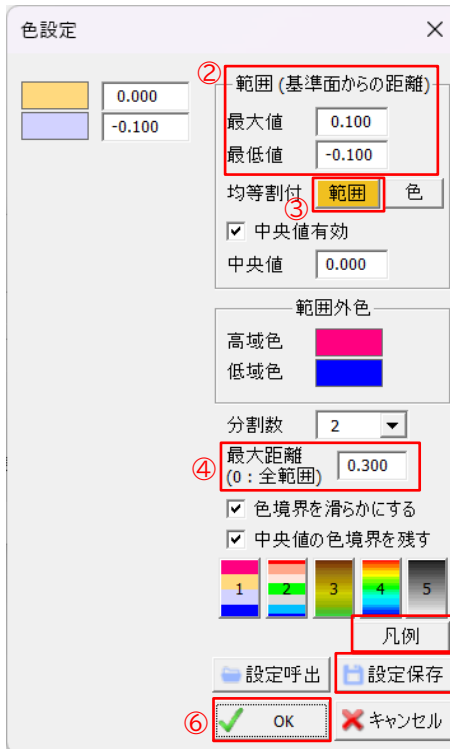 色設定
②
0.000
-0.100
範囲 (基準面からの距離)
最大値 0.100
最低値 -0.100
均等割付 範囲 色
③
✓ 中央値有効
中央値 0.000
範囲外色
高域色
低域色
分割数 2
④
最大距離
(0：全範囲) 0.300
✓ 色境界を滑らかにする
✓ 中央値の色境界を残す
1 2 3 4 5
凡例
設定呼出 設定保存
⑥ OK キャンセル